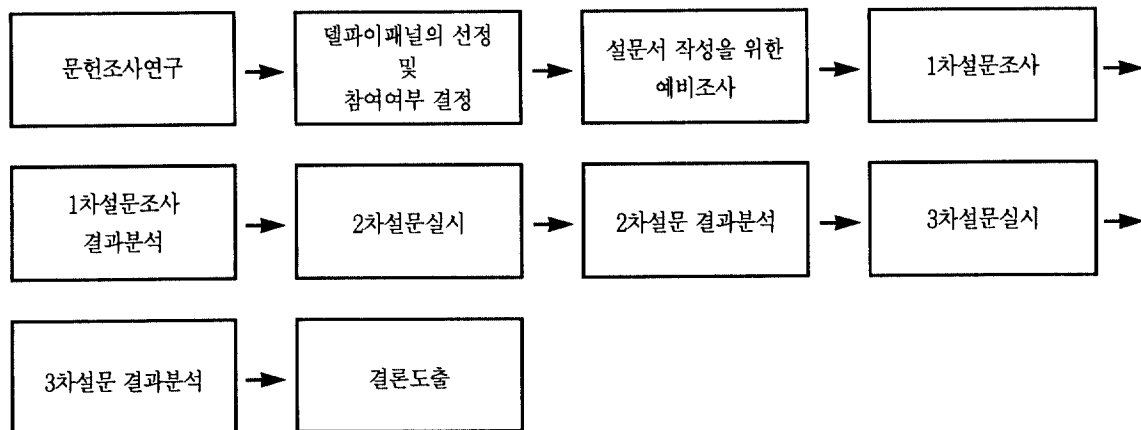 문헌조사연구
델파이패널의 선정
및
참여여부 결정
설문서 작성을 위한
예비조사
1차설문조사
1차설문조사
결과분석
2차설문실시
2차설문 결과분석
3차설문실시
3차설문 결과분석
결론도출